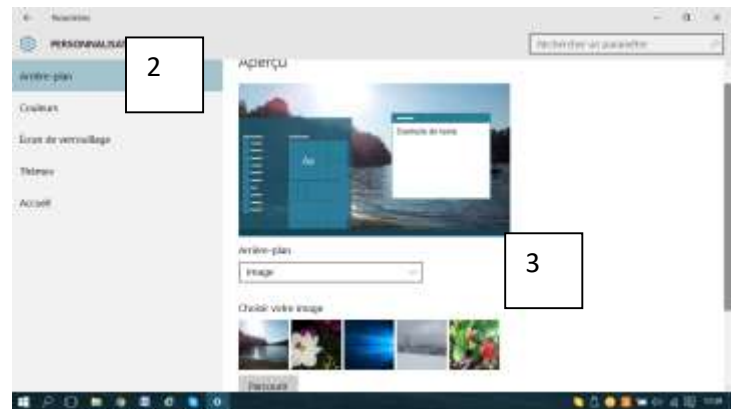 Paramètres
PERSONNALISAT
2
Rechercher un paramètre
Arrière-plan
Couleurs
Écran de verrouillage
Thèmes
Accueil
Aperçu
Exemple de texte
Aa
Arrière-plan
Image
3
Choisir votre image
Parcourir